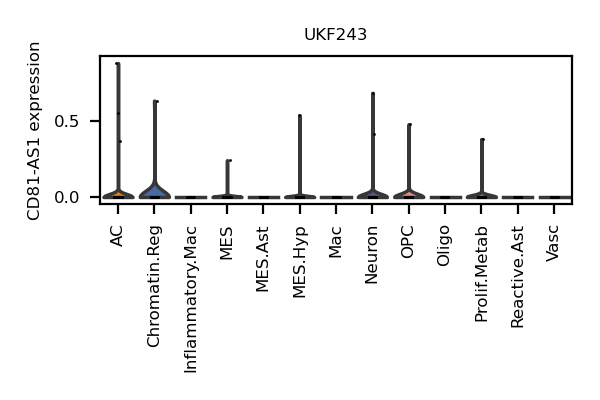 UKF243
CD81-AS1 expression
0.5
0.0
AC
Chromatin.Reg
Inflammatory.Mac
MES
MES.Ast
MES.Hyp
Mac
Neuron
OPC
Oligo
Prolif.Metab
Reactive.Ast
Vasc